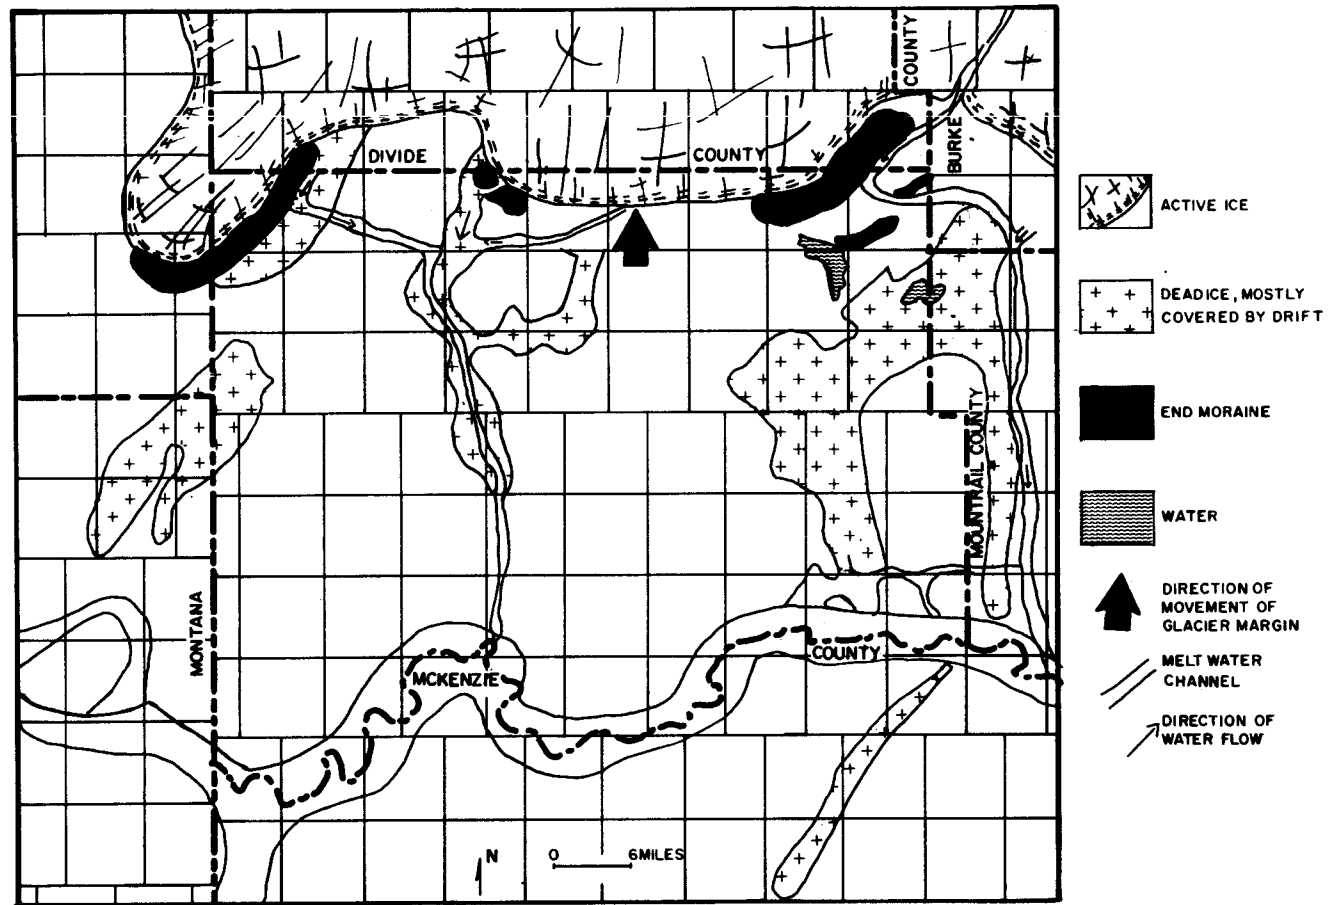 COUNTY
BURKE
DIVIDE
COUNTY
MOUNTRAIL COUNTY
MONTANA
MCKENZIE
COUNTY
N
0 6MILES
ACTIVE ICE
DEADICE, MOSTLY
COVERED BY DRIFT
END MORAINE
WATER
DIRECTION OF
MOVEMENT OF
GLACIER MARGIN
MELT WATER
CHANNEL
DIRECTION OF
WATER FLOW